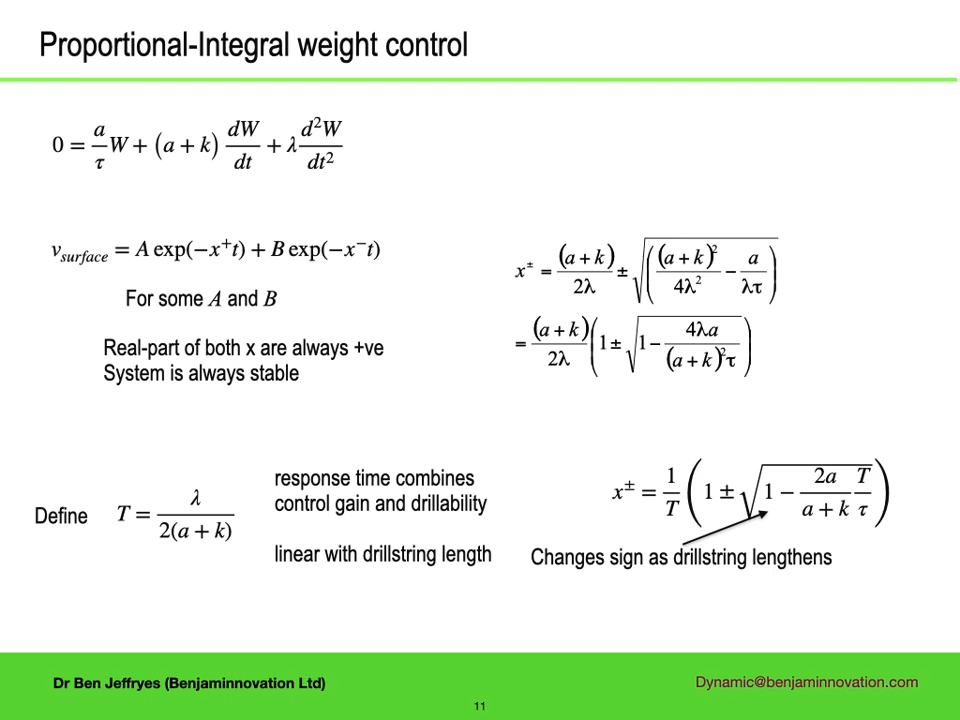 Proportional-Integral weight control
0 = a/τ W + (a + k) dW/dt + λ d²W/dt²
v_surface = A exp(−x⁺t) + B exp(−x⁻t)
For some A and B
Real-part of both x are always +ve
System is always stable
x^± = (a + k)/2λ ± √((a + k)²/4λ² − a/λτ)
= (a + k)/2λ (1 ± √(1 − 4λa/(a + k)²τ))
Define T = λ/2(a + k)
response time combines
control gain and drillability
linear with drillstring length
x^± = 1/T (1 ± √(1 − 2a/a + k T/τ))
Changes sign as drillstring lengthens
Dr Ben Jeffryes (Benjaminnovation Ltd)
Dynamic@benjaminnovation.com
11